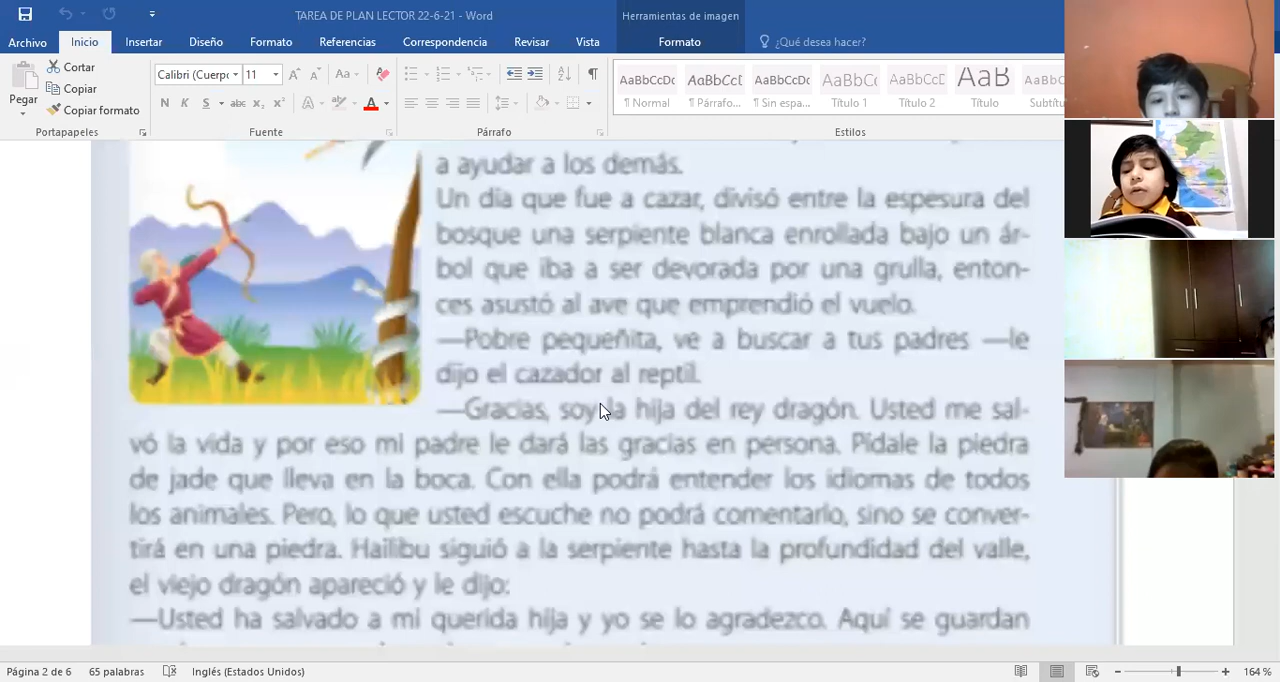 TAREA DE PLAN LECTOR 22-6-21 - Word
Herramientas de imagen
Archivo Inicio Insertar Diseño Formato Referencias Correspondencia Revisar Vista Formato ¿Qué desea hacer?
Pegar
Cortar
Copiar
Copiar formato
Calibri (Cuerpo 11
Aa
N K S abc x₂ x² A A
AaBbCcDc AaBbCcD AaBbCcDc AaBbC AaBbCcD AaB AaBbC
¶ Normal ¶ Párrafo... ¶ Sin espa... Título 1 Título 2 Título Subtítu
Portapapeles Fuente Párrafo Estilos
a ayudar a los demás.
Un día que fue a cazar, divisó entre la espesura del
bosque una serpiente blanca enrollada bajo un ár-
bol que iba a ser devorada por una grulla, enton-
ces asustó al ave que emprendió el vuelo.
—Pobre pequeñita, ve a buscar a tus padres —le
dijo el cazador al reptil.
—Gracias, soy la hija del rey dragón. Usted me sal-
vó la vida y por eso mi padre le dará las gracias en persona. Pídale la piedra
de jade que lleva en la boca. Con ella podrá entender los idiomas de todos
los animales. Pero, lo que usted escuche no podrá comentarlo, sino se conver-
tirá en una piedra. Hailibu siguió a la serpiente hasta la profundidad del valle,
el viejo dragón apareció y le dijo:
—Usted ha salvado a mi querida hija y yo se lo agradezco. Aquí se guardan
Página 2 de 6 65 palabras Inglés (Estados Unidos) 164 %